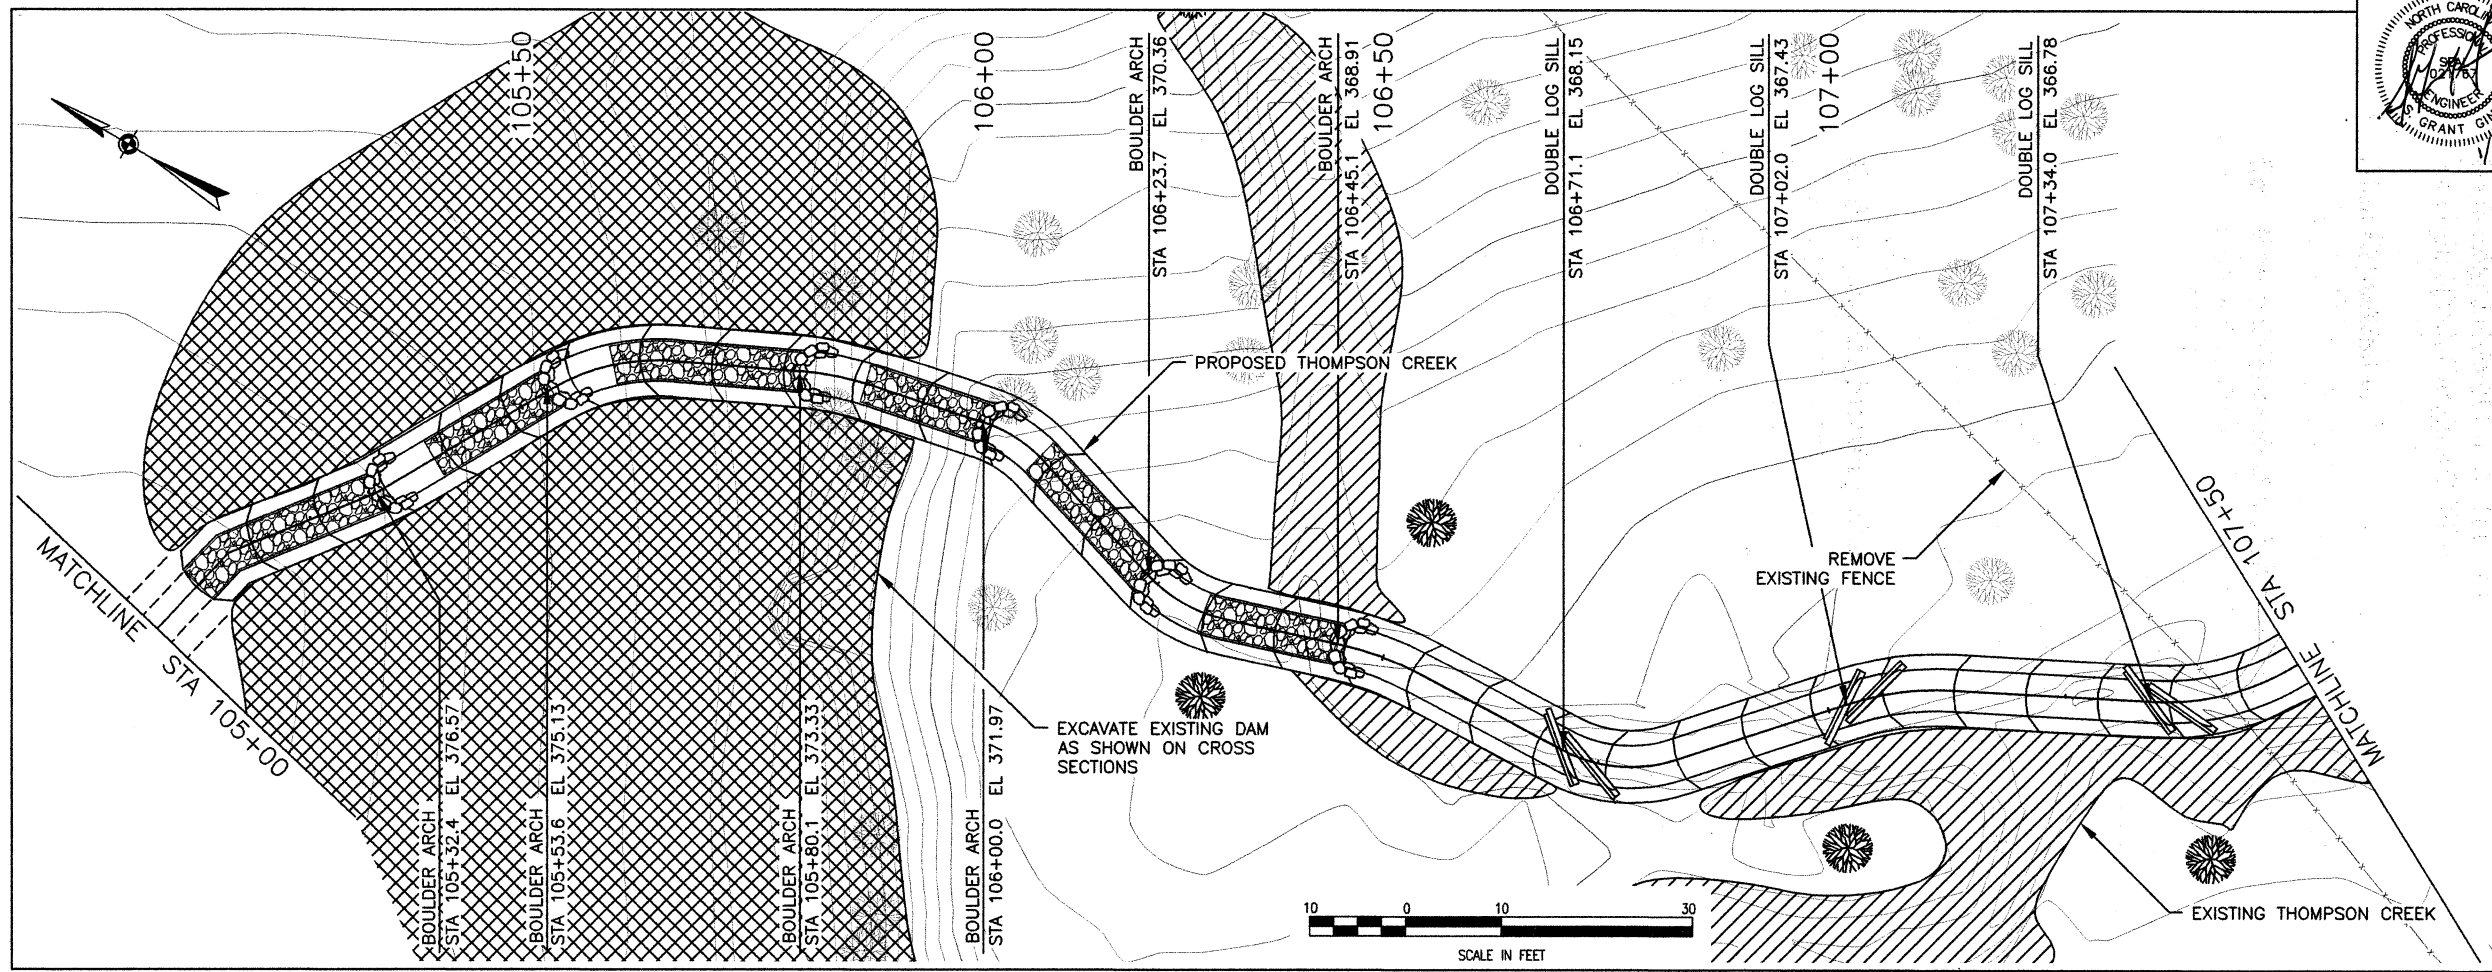 105+50
106+00
BOULDER ARCH
STA 106+23.7 EL 370.36
BOULDER ARCH
STA 106+45.1 EL 368.91
106+50
DOUBLE LOG SILL
STA 106+71.1 EL 368.15
DOUBLE LOG SILL
STA 107+02.0 EL 367.43
107+00
DOUBLE LOG SILL
STA 107+34.0 EL 366.78
NORTH CAROLIN
PROFESSION
ENGINEER
S. GRANT GI
PROPOSED THOMPSON CREEK
REMOVE
EXISTING FENCE
MATCHLINE STA 105+00
MATCHLINE STA 107+50
EXCAVATE EXISTING DAM
AS SHOWN ON CROSS
SECTIONS
BOULDER ARCH
STA 105+32.4 EL 376.57
BOULDER ARCH
STA 105+53.6 EL 375.13
BOULDER ARCH
STA 105+80.1 EL 373.33
BOULDER ARCH
STA 106+00.0 EL 371.97
10 0 10 30
SCALE IN FEET
EXISTING THOMPSON CREEK